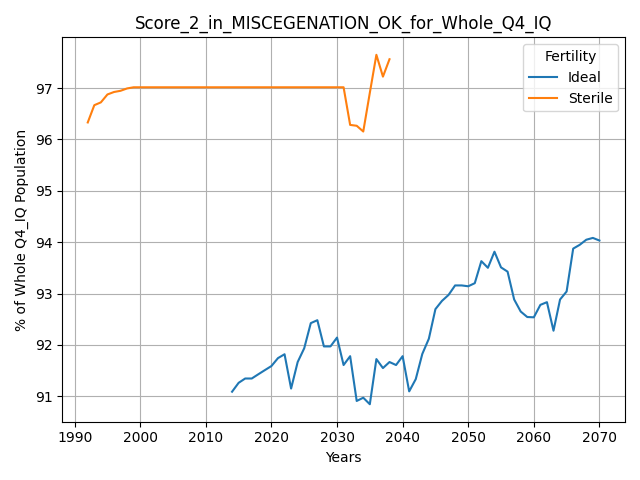 Score_2_in_MISCEGENATION_OK_for_Whole_Q4_IQ
Fertility
Ideal
Sterile
% of Whole Q4_IQ Population
97
96
95
94
93
92
91
1990
2000
2010
2020
2030
2040
2050
2060
2070
Years